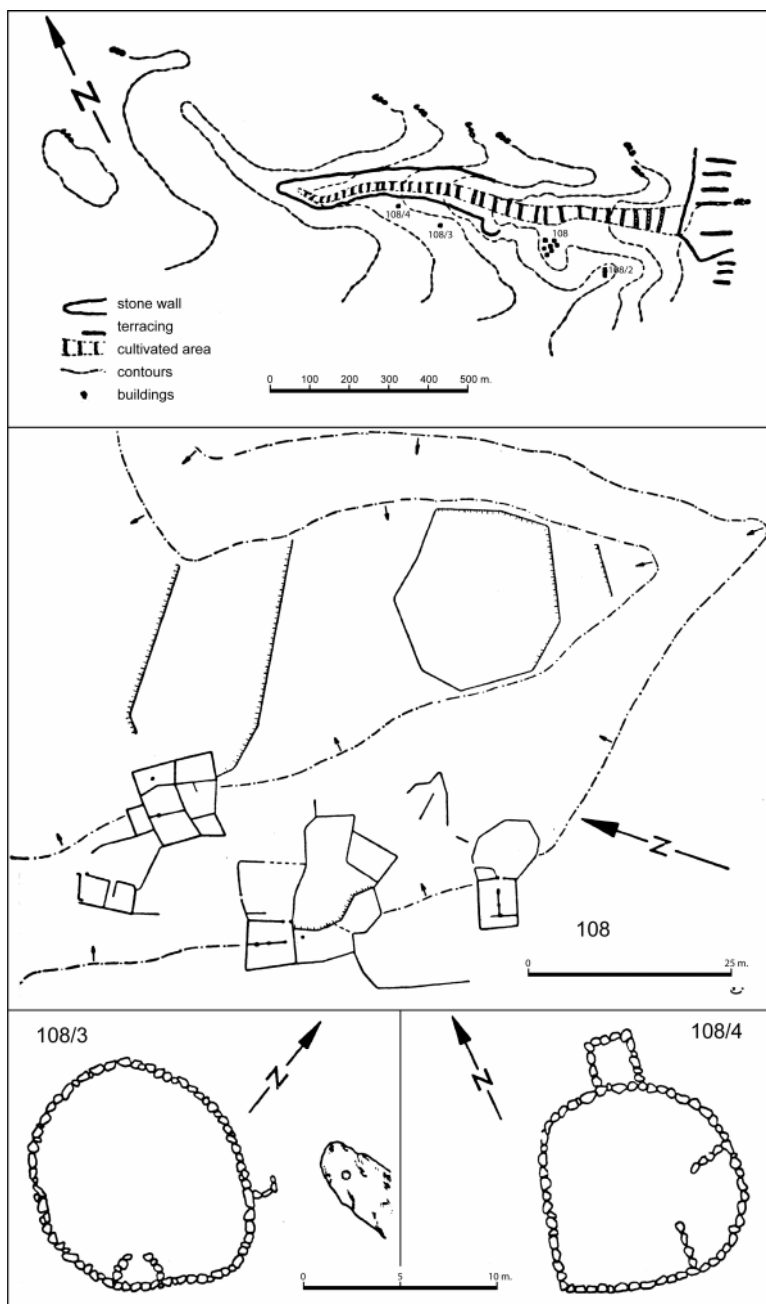 N
108/4
108/3
108
108/2
stone wall
terracing
cultivated area
contours
buildings
0 100 200 300 400 500 m.
N
108
0 25 m.
108/3
N
0 5 10 m.
108/4
N